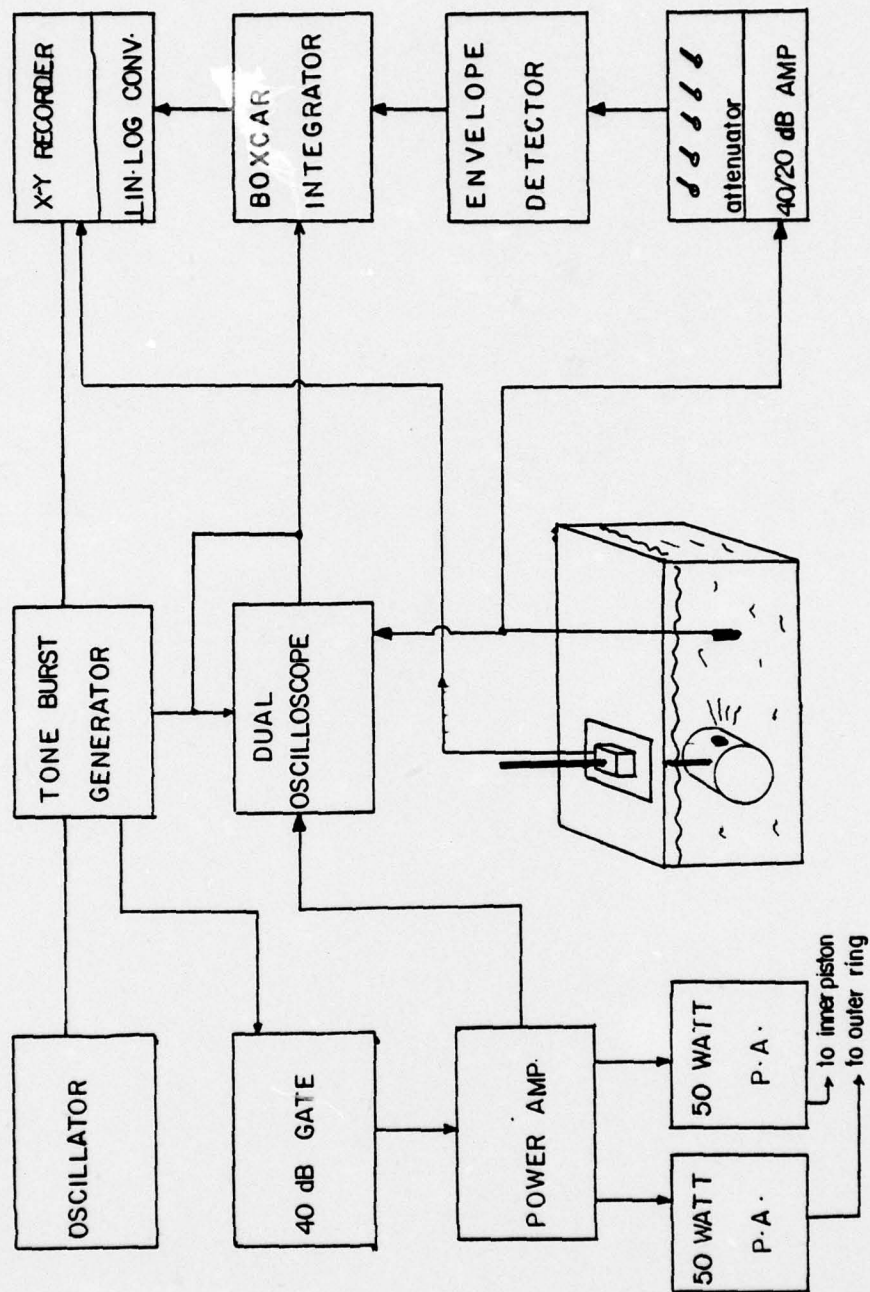 OSCILLATOR
TONE BURST
GENERATOR
X-Y RECORDER
LIN-LOG CONV.
40 dB GATE
DUAL
OSCILLOSCOPE
BOXCAR
INTEGRATOR
POWER AMP.
ENVELOPE
DETECTOR
50 WATT
P.A.
50 WATT
P.A.
attenuator
40/20 dB AMP
to inner piston
to outer ring